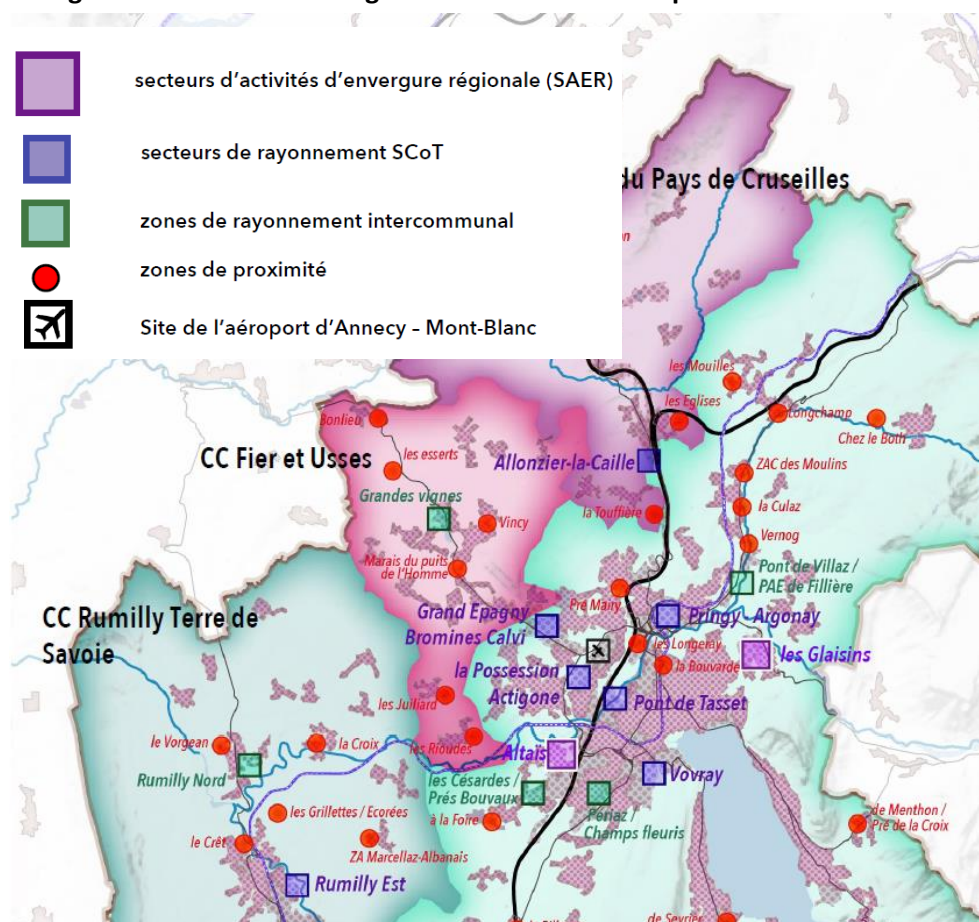 secteurs d'activités d'envergure régionale (SAER)
secteurs de rayonnement SCoT
zones de rayonnement intercommunal
zones de proximité
Site de l'aéroport d'Annecy – Mont-Blanc
du Pays de Cruseilles
les Mouilles
les Eglises
Longchamp
Chez le Both
Bonlieu
CC Fier et Usses
les esserts
Allonzier-la-Caille
ZAC des Moulins
Grandes vignes
la Culaz
Vincy
la Touffière
Vernog
Marais du puits
de l'Homme
Pont de Villaz /
PAE de Fillière
CC Rumilly Terre de
Savoie
Pré Mairy
Grand Epagny
Bromines Calvi
Pringy - Argonay
les Longeray
les Glaisins
la Bouvarde
la Possession
Actigone
les Juillard
Pont de Tasset
le Vorgean
la Croix
les Rioudes
Altaïs
Rumilly Nord
les Césardes /
Prés Bouvaux
Vovray
Périaz /
Champs fleuris
les Grillettes / Ecorées
à la Foire
de Menthon /
Pré de la Croix
le Crêt
ZA Marcellaz-Albanais
Rumilly Est
de Sevrier